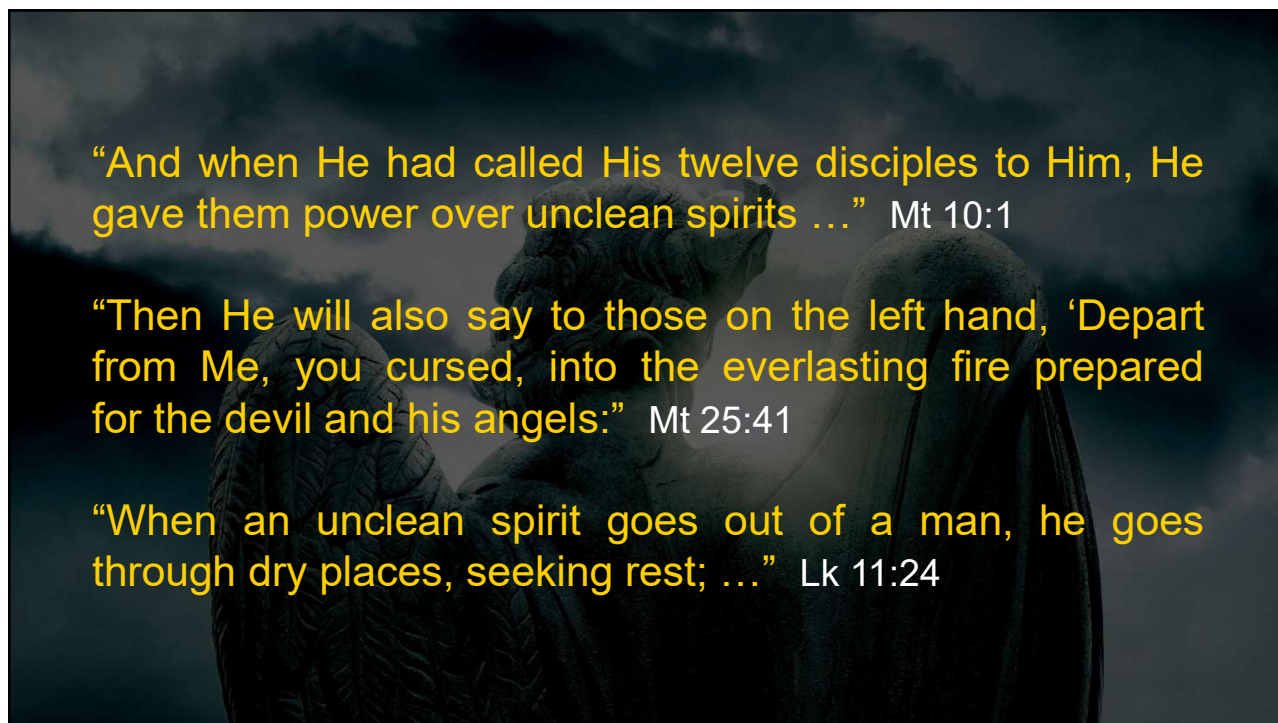 “And when He had called His twelve disciples to Him, He
gave them power over unclean spirits …” Mt 10:1
“Then He will also say to those on the left hand, ‘Depart
from Me, you cursed, into the everlasting fire prepared
for the devil and his angels:” Mt 25:41
“When an unclean spirit goes out of a man, he goes
through dry places, seeking rest; …” Lk 11:24